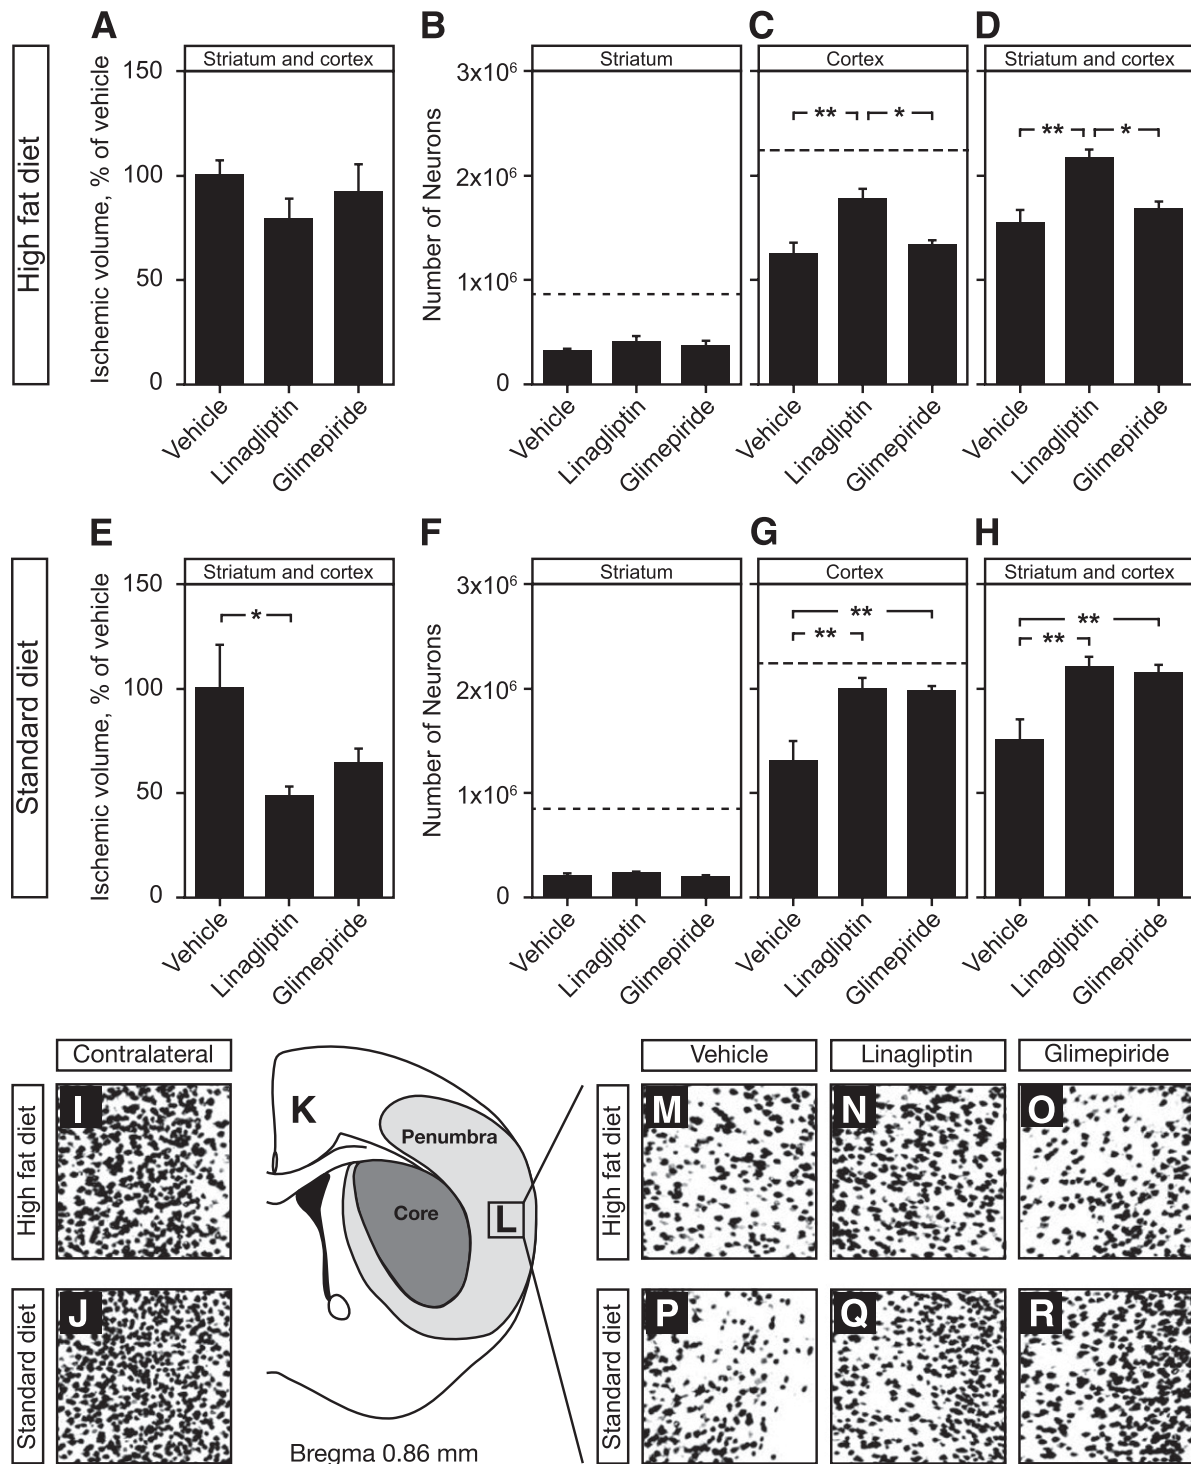 A
B
C
D
High fat diet
Ischemic volume, % of vehicle
Striatum and cortex
150
100
50
0
Vehicle
Linagliptin
Glimepiride
Number of Neurons
Striatum
3x10⁶
2x10⁶
1x10⁶
0
Vehicle
Linagliptin
Glimepiride
Cortex
** *
Vehicle
Linagliptin
Glimepiride
Striatum and cortex
** *
Vehicle
Linagliptin
Glimepiride
E
F
G
H
Standard diet
Ischemic volume, % of vehicle
Striatum and cortex
150
100
50
0
*
Vehicle
Linagliptin
Glimepiride
Number of Neurons
Striatum
3x10⁶
2x10⁶
1x10⁶
0
Vehicle
Linagliptin
Glimepiride
Cortex
**
**
Vehicle
Linagliptin
Glimepiride
Striatum and cortex
**
**
Vehicle
Linagliptin
Glimepiride
Contralateral
High fat diet
I
Standard diet
J
K
Penumbra
Core
L
Bregma 0.86 mm
Vehicle
Linagliptin
Glimepiride
High fat diet
M
N
O
Standard diet
P
Q
R